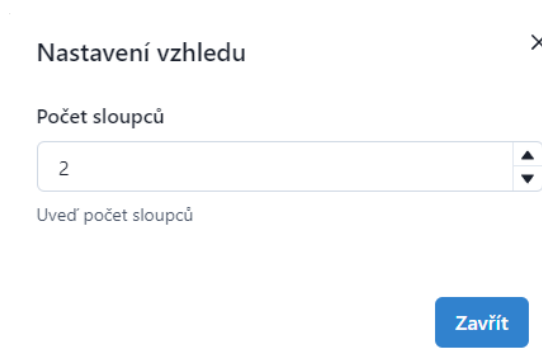 Nastavení vzhledu
Počet sloupců
2
Uveď počet sloupců
Zavřít